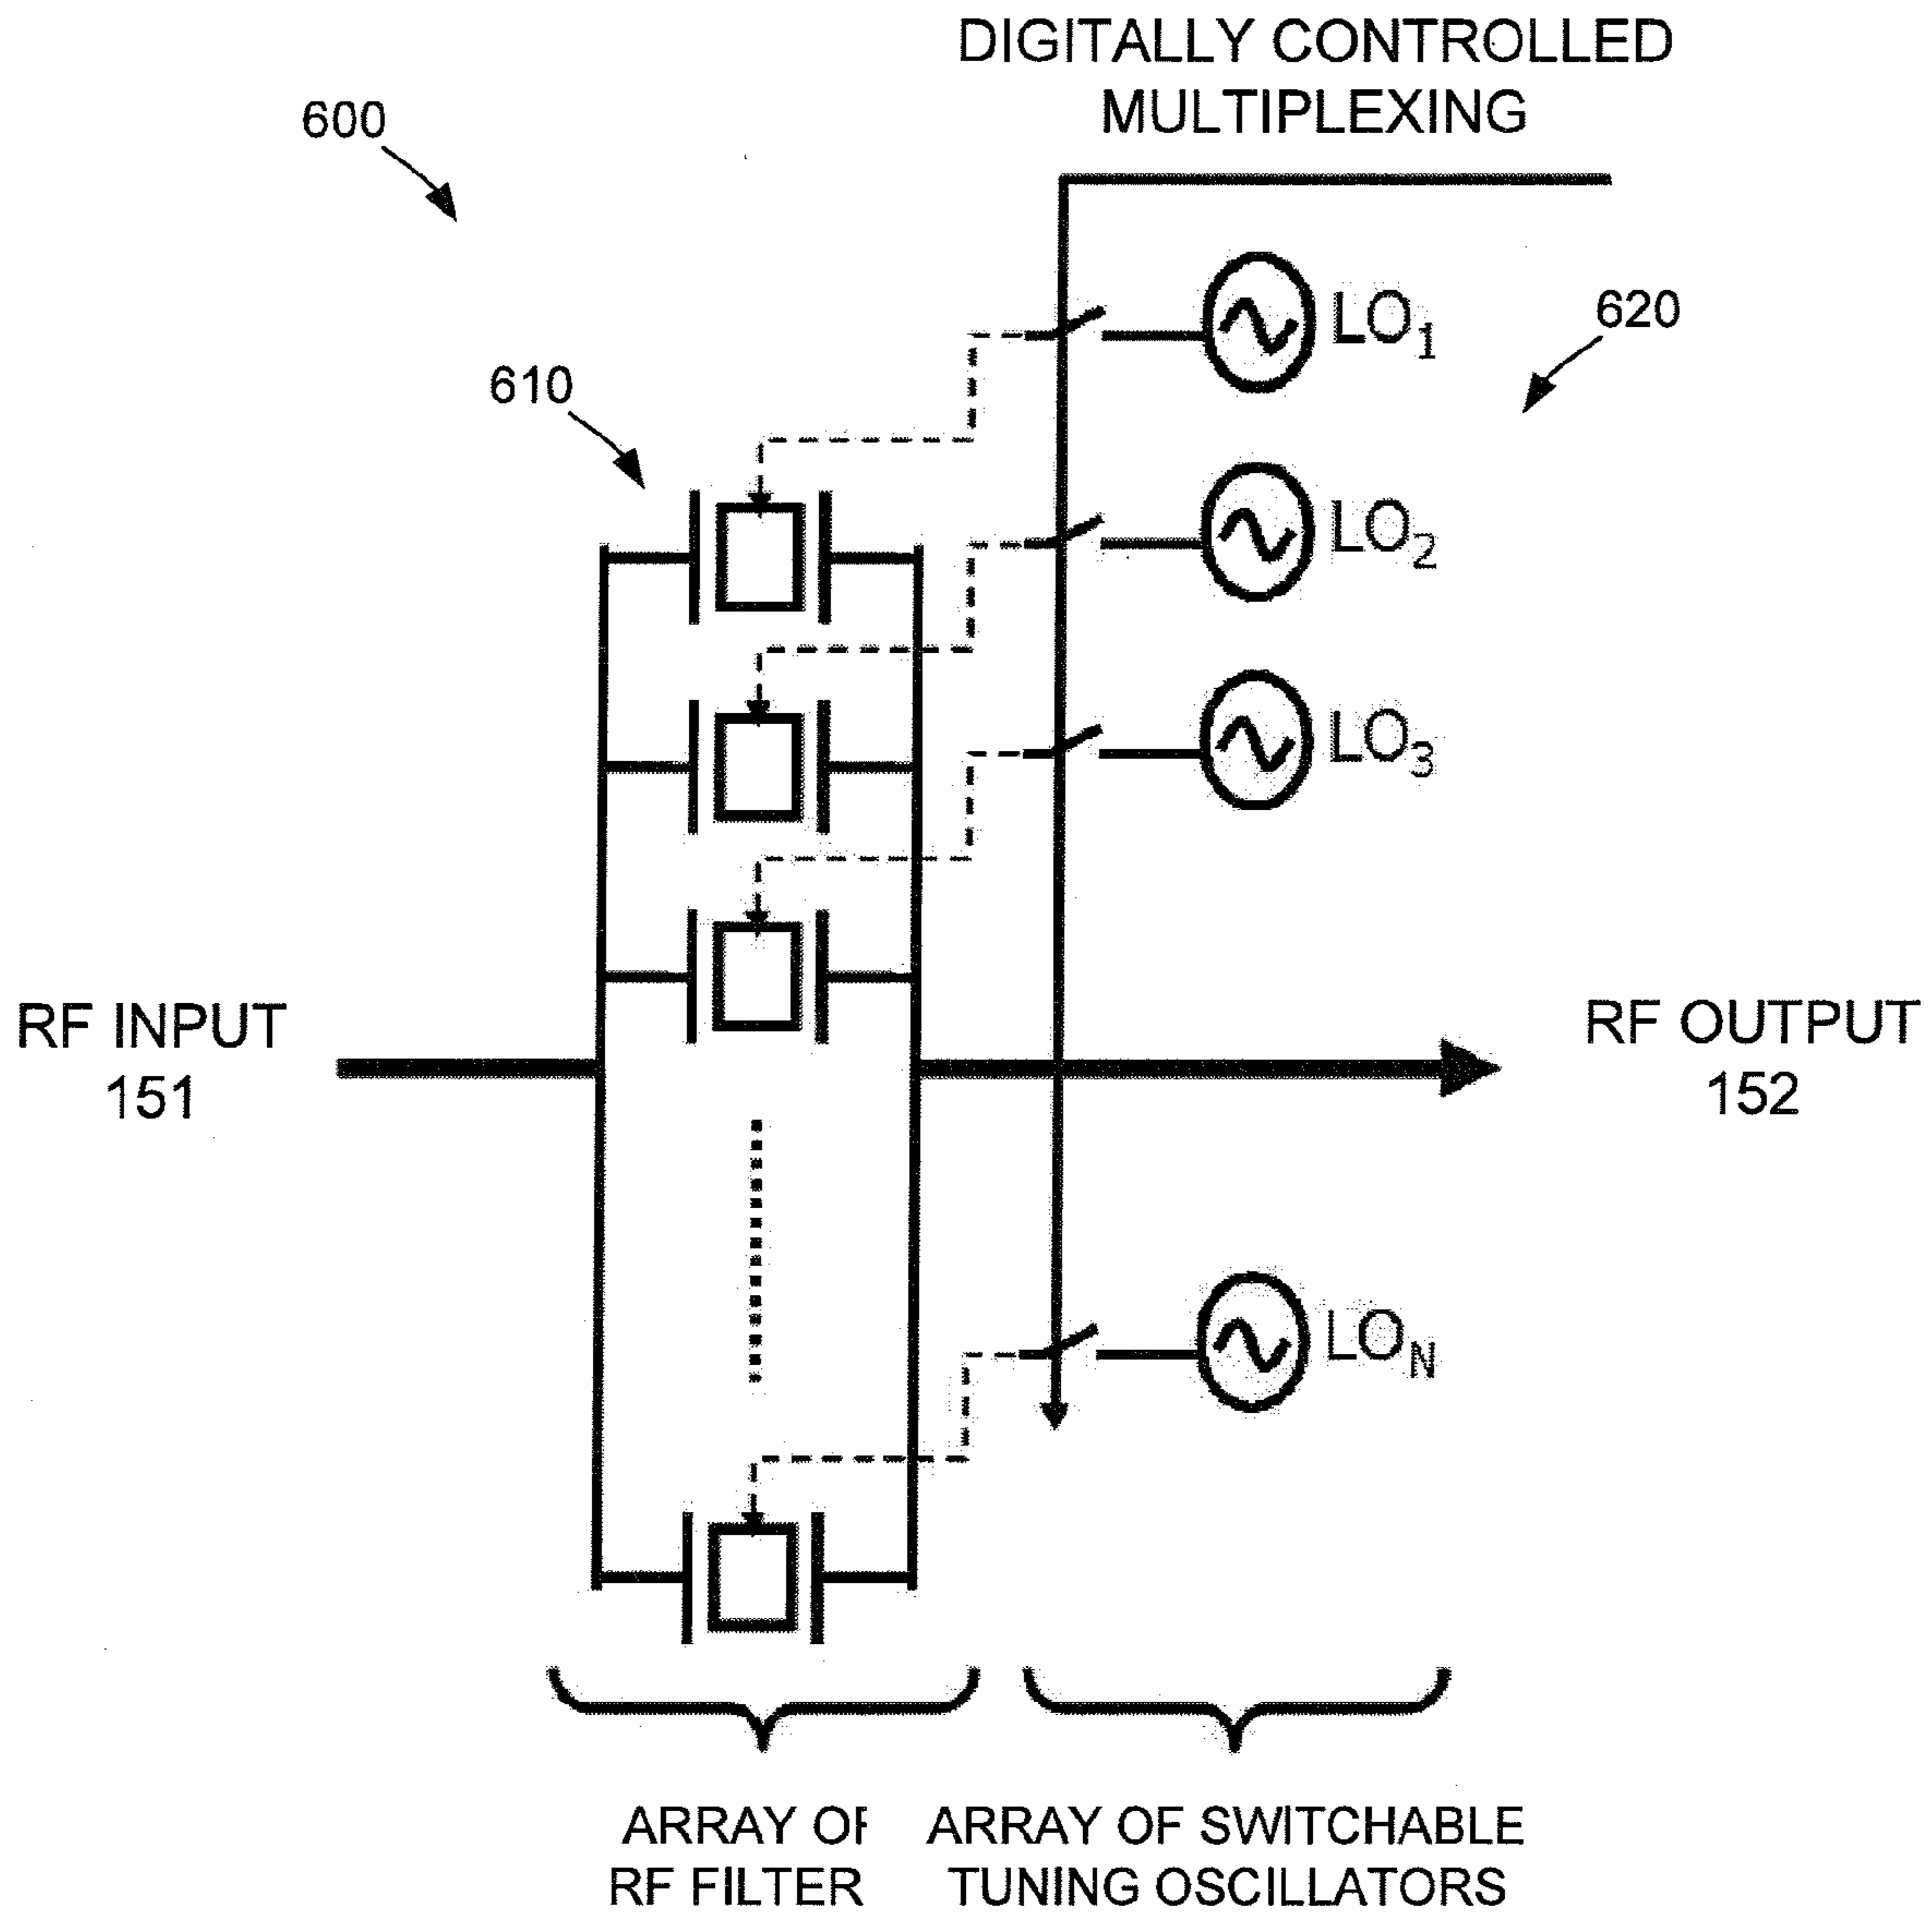 DIGITALLY CONTROLLED
MULTIPLEXING
600
620
LO1
610
LO2
LO3
RF INPUT
151
RF OUTPUT
152
LON
ARRAY OF
RF FILTER
ARRAY OF SWITCHABLE
TUNING OSCILLATORS